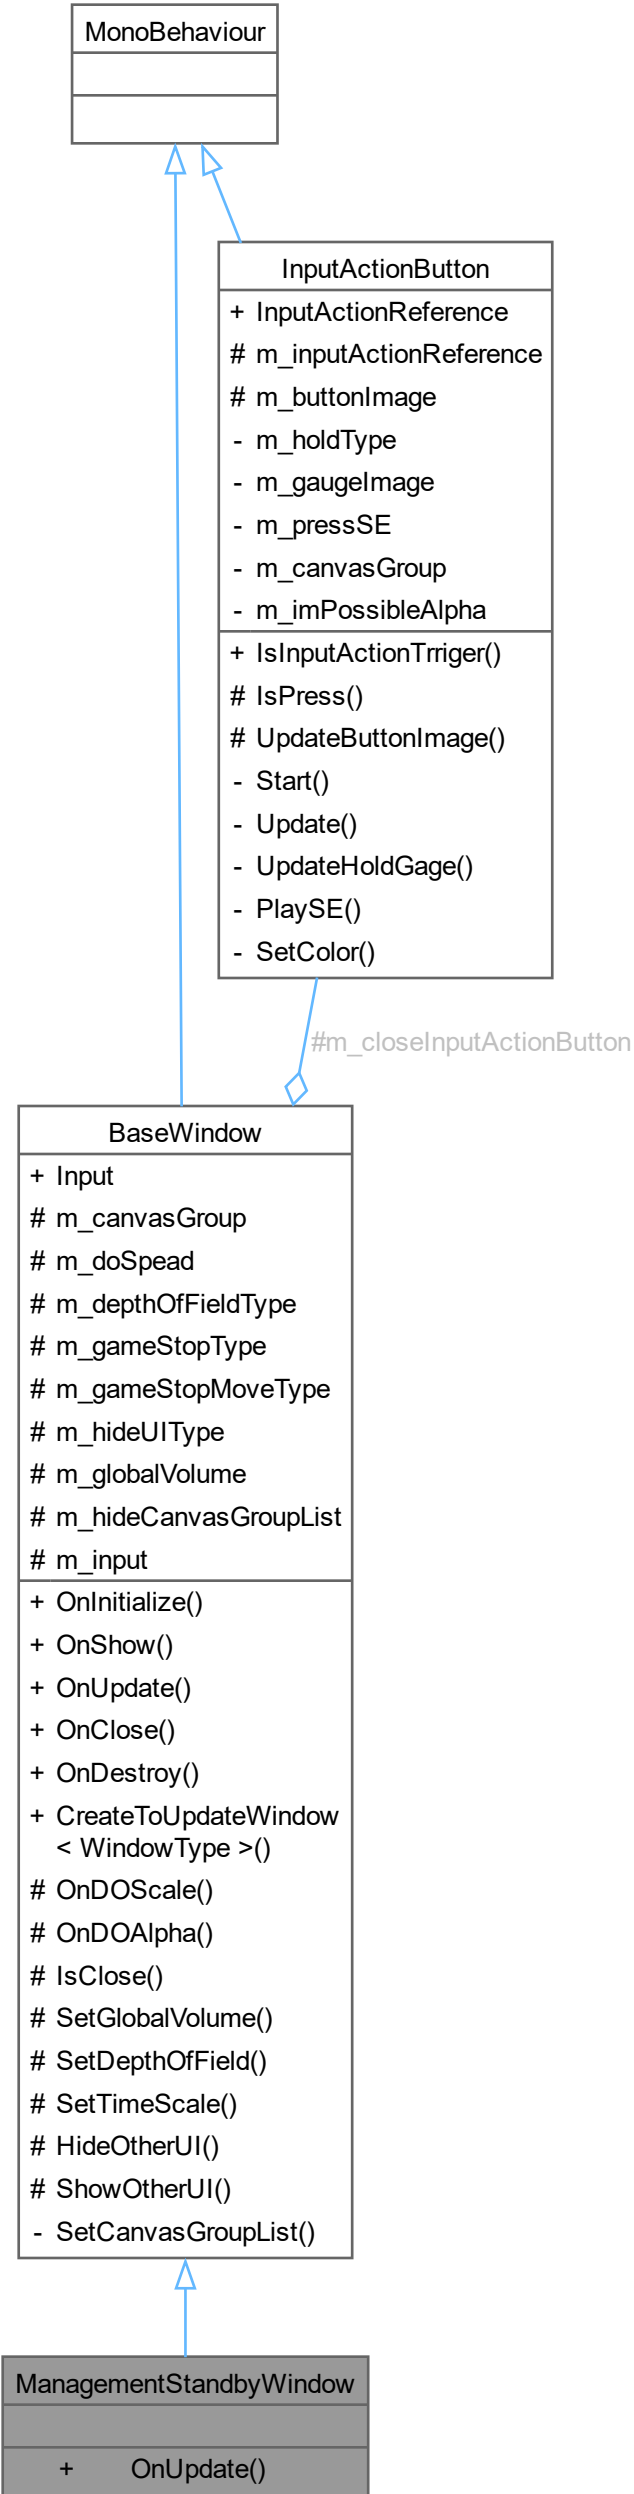 MonoBehaviour
InputActionButton
+ InputActionReference
# m_inputActionReference
# m_buttonImage
- m_holdType
- m_gaugeImage
- m_pressSE
- m_canvasGroup
- m_imPossibleAlpha
+ IsInputActionTrriger()
# IsPress()
# UpdateButtonImage()
- Start()
- Update()
- UpdateHoldGage()
- PlaySE()
- SetColor()
#m_closeInputActionButton
BaseWindow
+ Input
# m_canvasGroup
# m_doSpead
# m_depthOfFieldType
# m_gameStopType
# m_gameStopMoveType
# m_hideUIType
# m_globalVolume
# m_hideCanvasGroupList
# m_input
+ OnInitialize()
+ OnShow()
+ OnUpdate()
+ OnClose()
+ OnDestroy()
+ CreateToUpdateWindow
< WindowType >()
# OnDOScale()
# OnDOAlpha()
# IsClose()
# SetGlobalVolume()
# SetDepthOfField()
# SetTimeScale()
# HideOtherUI()
# ShowOtherUI()
- SetCanvasGroupList()
ManagementStandbyWindow
+ OnUpdate()